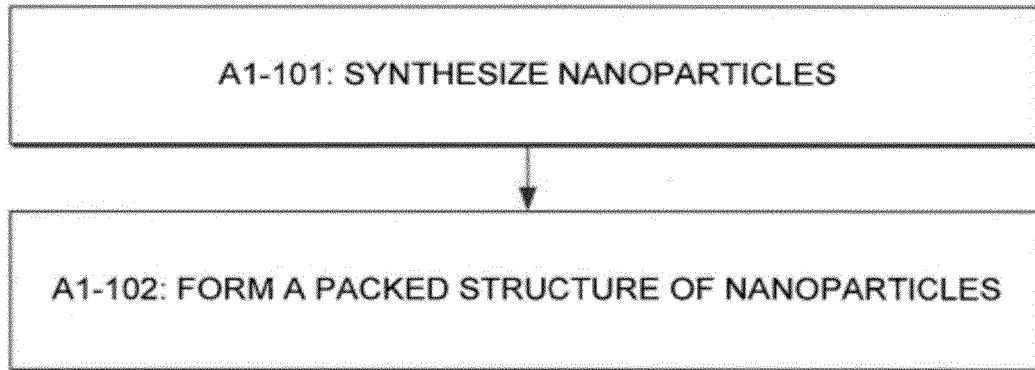 A1-101: SYNTHESIZE NANOPARTICLES
A1-102: FORM A PACKED STRUCTURE OF NANOPARTICLES